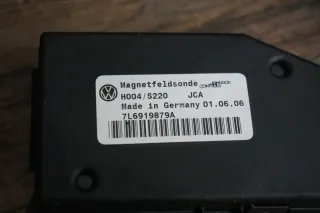 Magnetfeldsonde
H004/S220 JCA
Made in Germany 01.06.06
7L6919879A